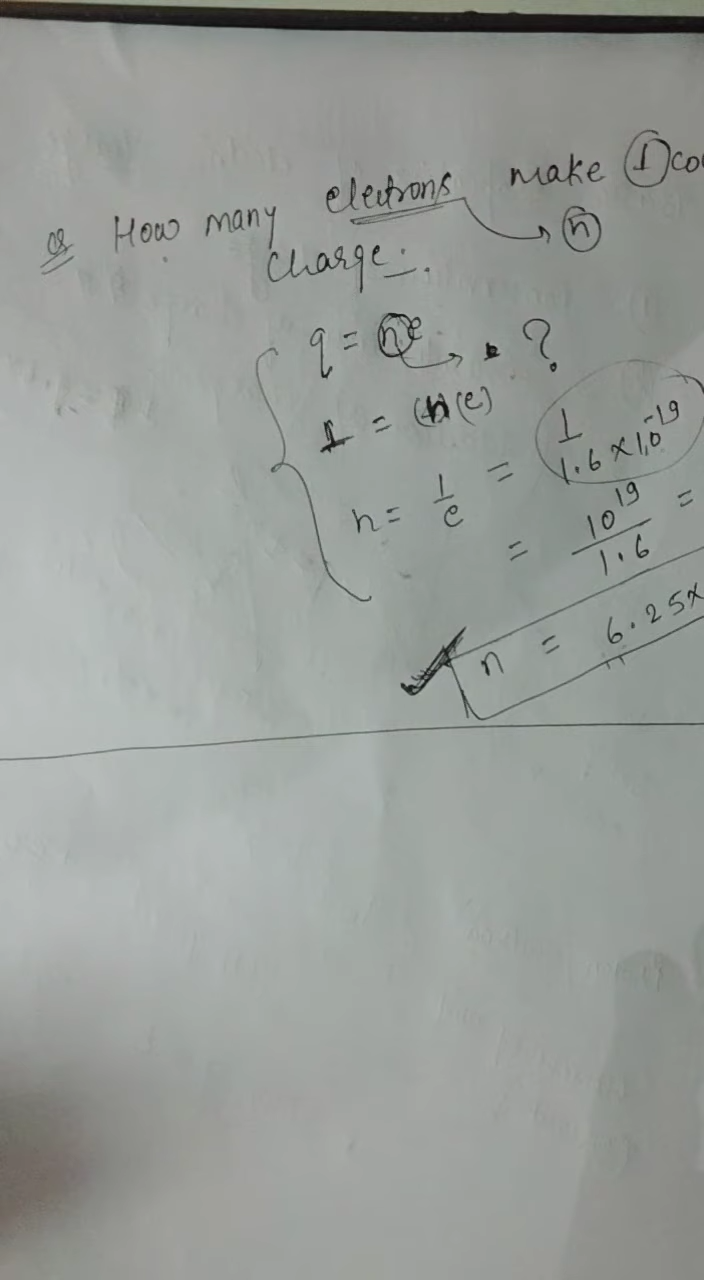 Q How many electrons make 1 co
→ n
Charge:.
q = ne → ?
1 = (n)(e)
n = 1/e = 1/1.6 × 10^-19
= 10^19/1.6 =
n = 6.25×